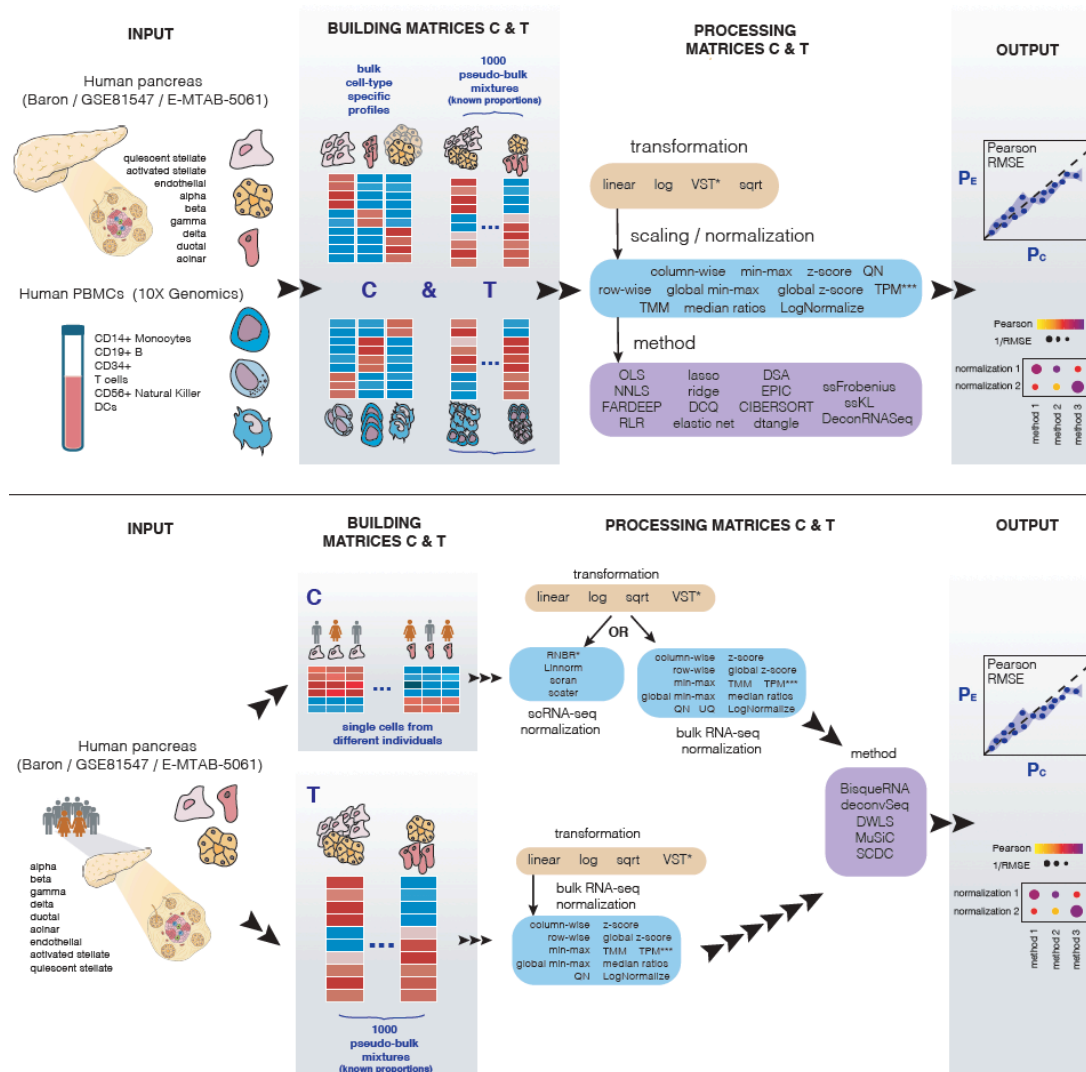 INPUT
BUILDING MATRICES C & T
PROCESSING
MATRICES C & T
OUTPUT
Human pancreas
(Baron / GSE81547 / E-MTAB-5061)
quiescent stellate
activated stellate
endothelial
alpha
beta
gamma
delta
ductal
acinar
Human PBMCs (10X Genomics)
CD14+ Monocytes
CD19+ B
CD34+
T cells
CD56+ Natural Killer
DCs
bulk
cell-type
specific
profiles
1000
pseudo-bulk
mixtures
(known proportions)
...
C & T
...
transformation
linear log VST* sqrt
scaling / normalization
column-wise min-max z-score QN
row-wise global min-max global z-score TPM***
TMM median ratios LogNormalize
method
OLS
NNLS
FARDEEP
RLR
lasso
ridge
DCQ
elastic net
DSA
EPIC
CIBERSORT
dtangle
ssFrobenius
ssKL
DeconRNASeq
Pearson
RMSE
PE
PC
Pearson
1/RMSE
normalization 1
normalization 2
method 1
method 2
method 3
INPUT
BUILDING
MATRICES C & T
PROCESSING MATRICES C & T
OUTPUT
Human pancreas
(Baron / GSE81547 / E-MTAB-5061)
alpha
beta
gamma
delta
ductal
acinar
endothelial
activated stellate
quiescent stellate
C
...
single cells from
different individuals
T
...
1000
pseudo-bulk
mixtures
(known proportions)
transformation
linear log sqrt VST*
OR
RNBR*
Linnorm
scran
scater
scRNA-seq
normalization
column-wise z-score
row-wise global z-score
min-max TMM TPM***
global min-max median ratios
QN UQ LogNormalize
bulk RNA-seq
normalization
transformation
linear log sqrt VST*
bulk RNA-seq
normalization
column-wise z-score
row-wise global z-score
min-max TMM TPM***
global min-max median ratios
QN LogNormalize
method
BisqueRNA
deconvSeq
DWLS
MuSiC
SCDC
Pearson
RMSE
PE
PC
Pearson
1/RMSE
normalization 1
normalization 2
method 1
method 2
method 3